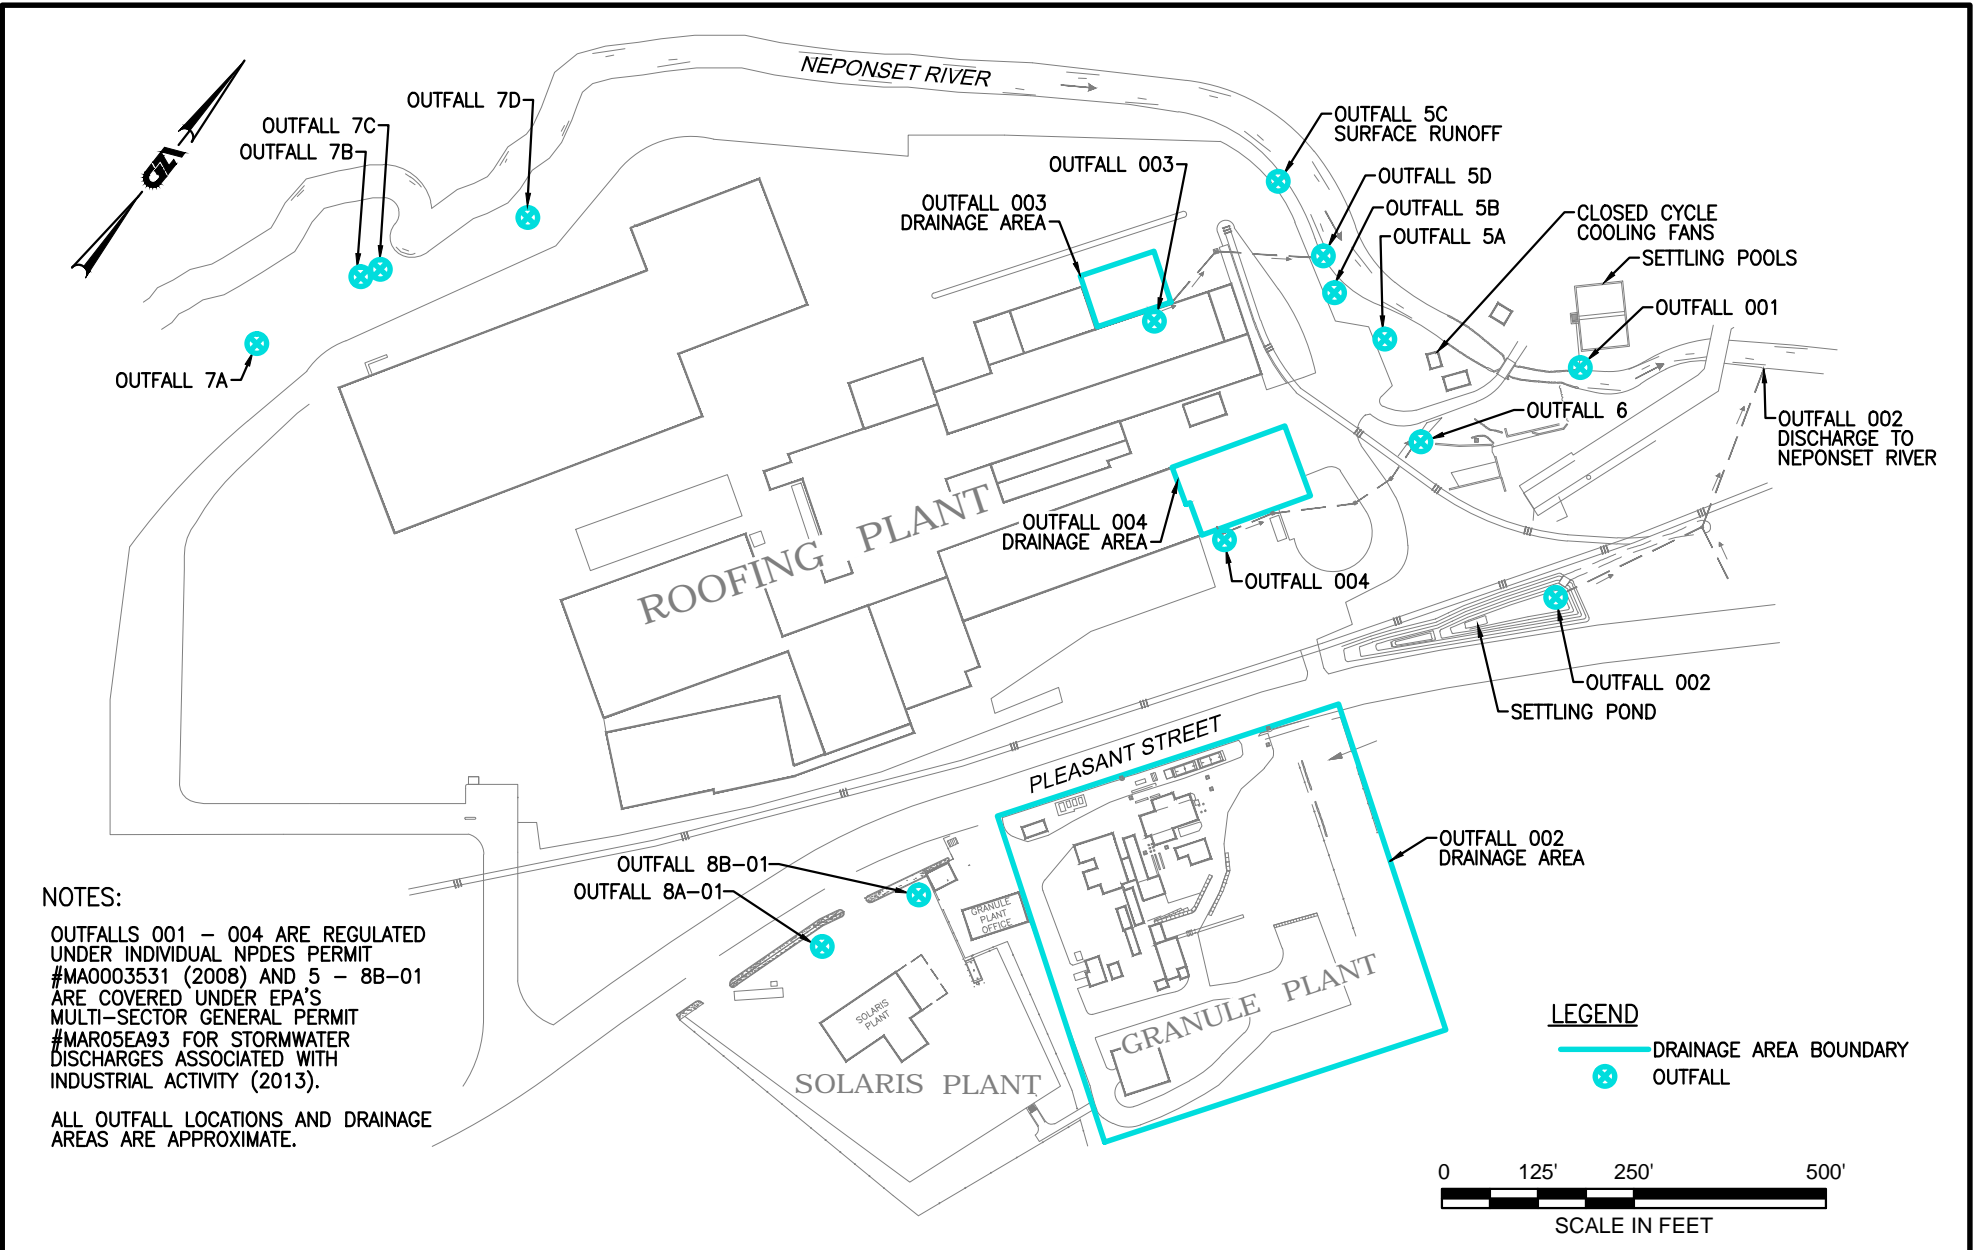 NEPONSET RIVER
OUTFALL 7D
OUTFALL 7C
OUTFALL 7B
GZA
OUTFALL 7A
OUTFALL 003
OUTFALL 003
DRAINAGE AREA
OUTFALL 5C
SURFACE RUNOFF
OUTFALL 5D
OUTFALL 5B
OUTFALL 5A
CLOSED CYCLE
COOLING FANS
SETTLING POOLS
OUTFALL 001
OUTFALL 6
OUTFALL 002
DISCHARGE TO
NEPONSET RIVER
ROOFING PLANT
OUTFALL 004
DRAINAGE AREA
OUTFALL 004
OUTFALL 002
SETTLING POND
PLEASANT STREET
OUTFALL 002
DRAINAGE AREA
OUTFALL 8B-01
OUTFALL 8A-01
GRANULE
PLANT
OFFICE
SOLARIS
PLANT
SOLARIS PLANT
GRANULE PLANT
NOTES:
OUTFALLS 001 - 004 ARE REGULATED
UNDER INDIVIDUAL NPDES PERMIT
#MA0003531 (2008) AND 5 - 8B-01
ARE COVERED UNDER EPA'S
MULTI-SECTOR GENERAL PERMIT
#MAR05EA93 FOR STORMWATER
DISCHARGES ASSOCIATED WITH
INDUSTRIAL ACTIVITY (2013).
ALL OUTFALL LOCATIONS AND DRAINAGE
AREAS ARE APPROXIMATE.
LEGEND
DRAINAGE AREA BOUNDARY
OUTFALL
0 125' 250' 500'
SCALE IN FEET